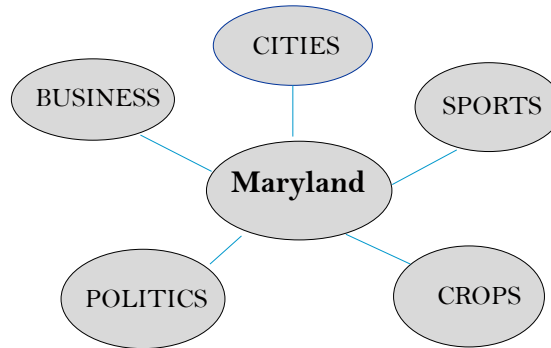 CITIES
BUSINESS
SPORTS
Maryland
POLITICS
CROPS